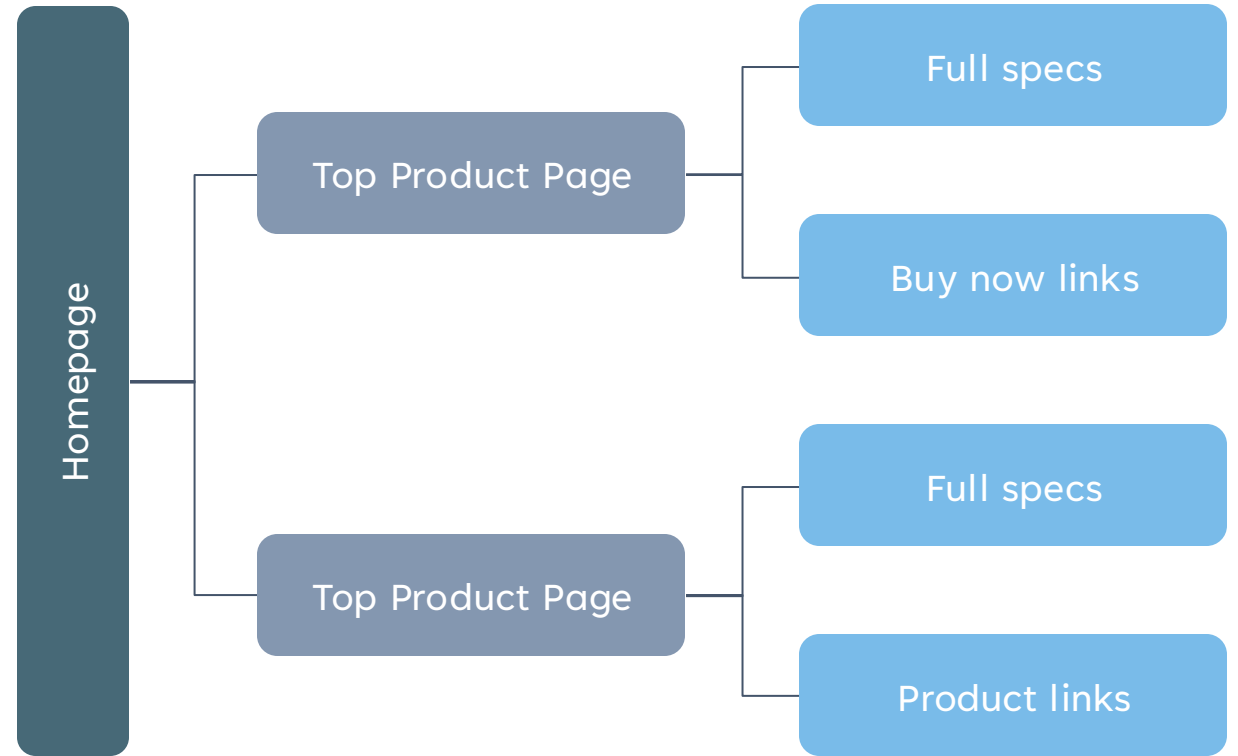 Homepage
Top Product Page
Full specs
Buy now links
Top Product Page
Full specs
Product links